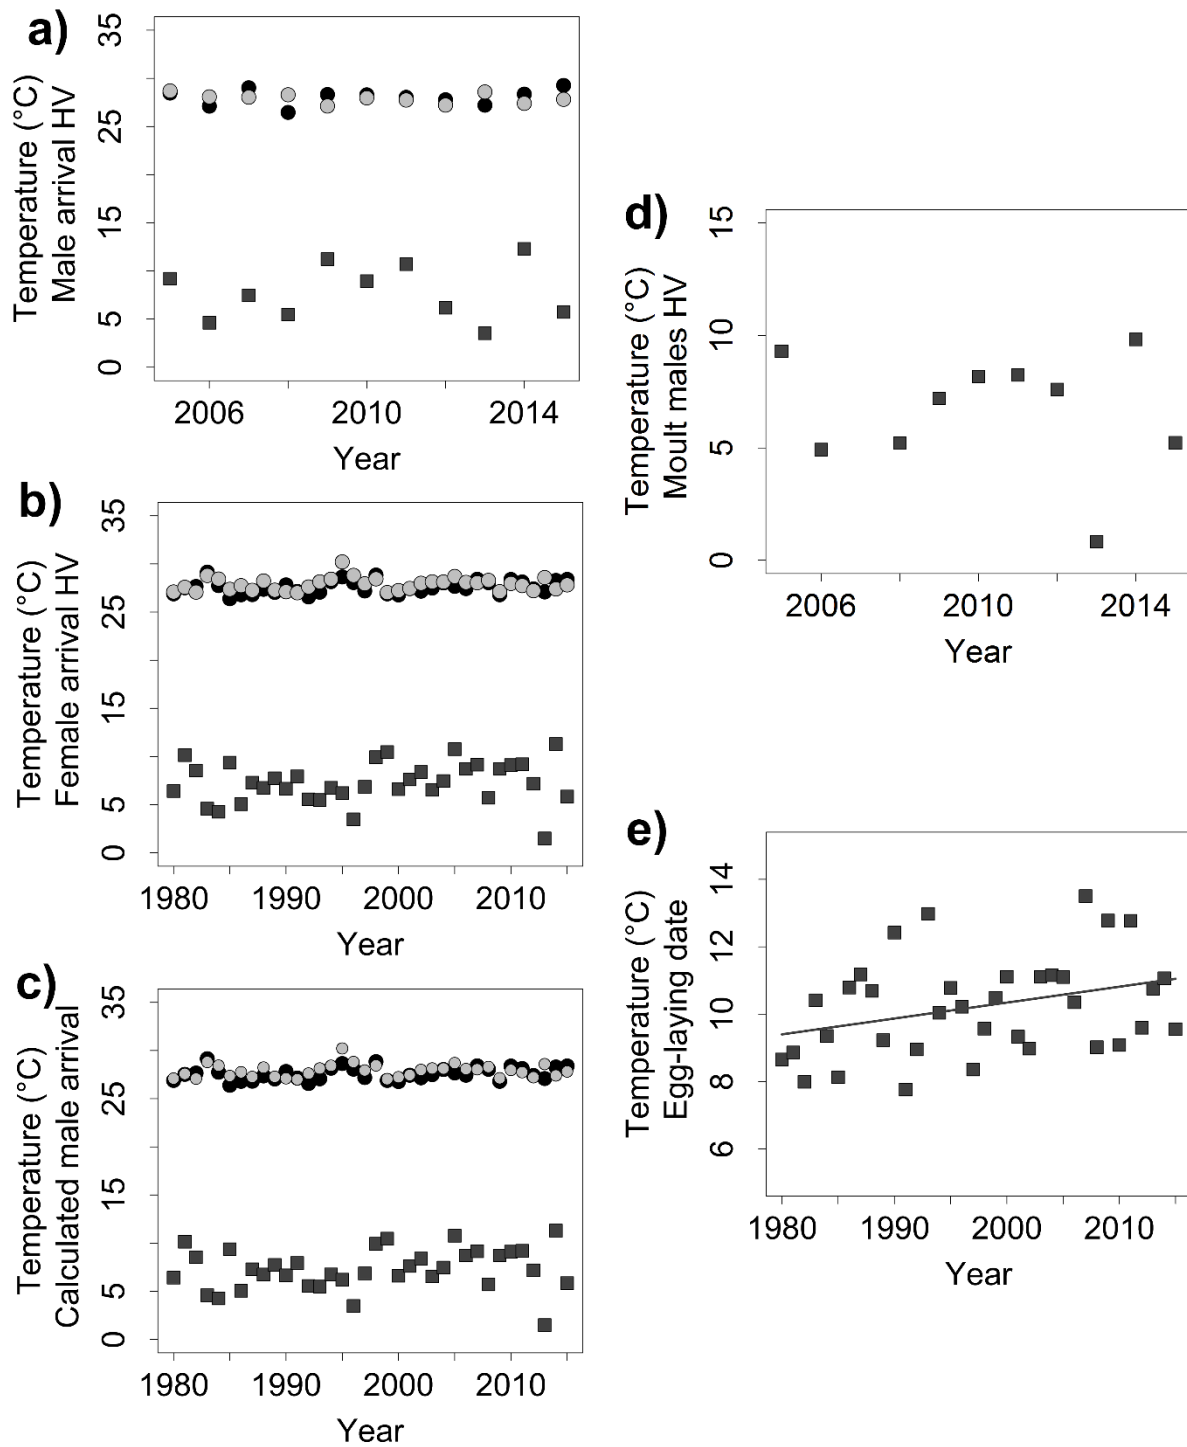 a)
Temperature (°C)
Male arrival HV
35
25
15
5
0
2006 2010 2014
Year
b)
Temperature (°C)
Female arrival HV
35
25
15
5
0
1980 1990 2000 2010
Year
c)
Temperature (°C)
Calculated male arrival
35
25
15
5
0
1980 1990 2000 2010
Year
d)
Temperature (°C)
Moult males HV
15
10
5
0
2006 2010 2014
Year
e)
Temperature (°C)
Egg-laying date
14
12
10
8
6
1980 1990 2000 2010
Year